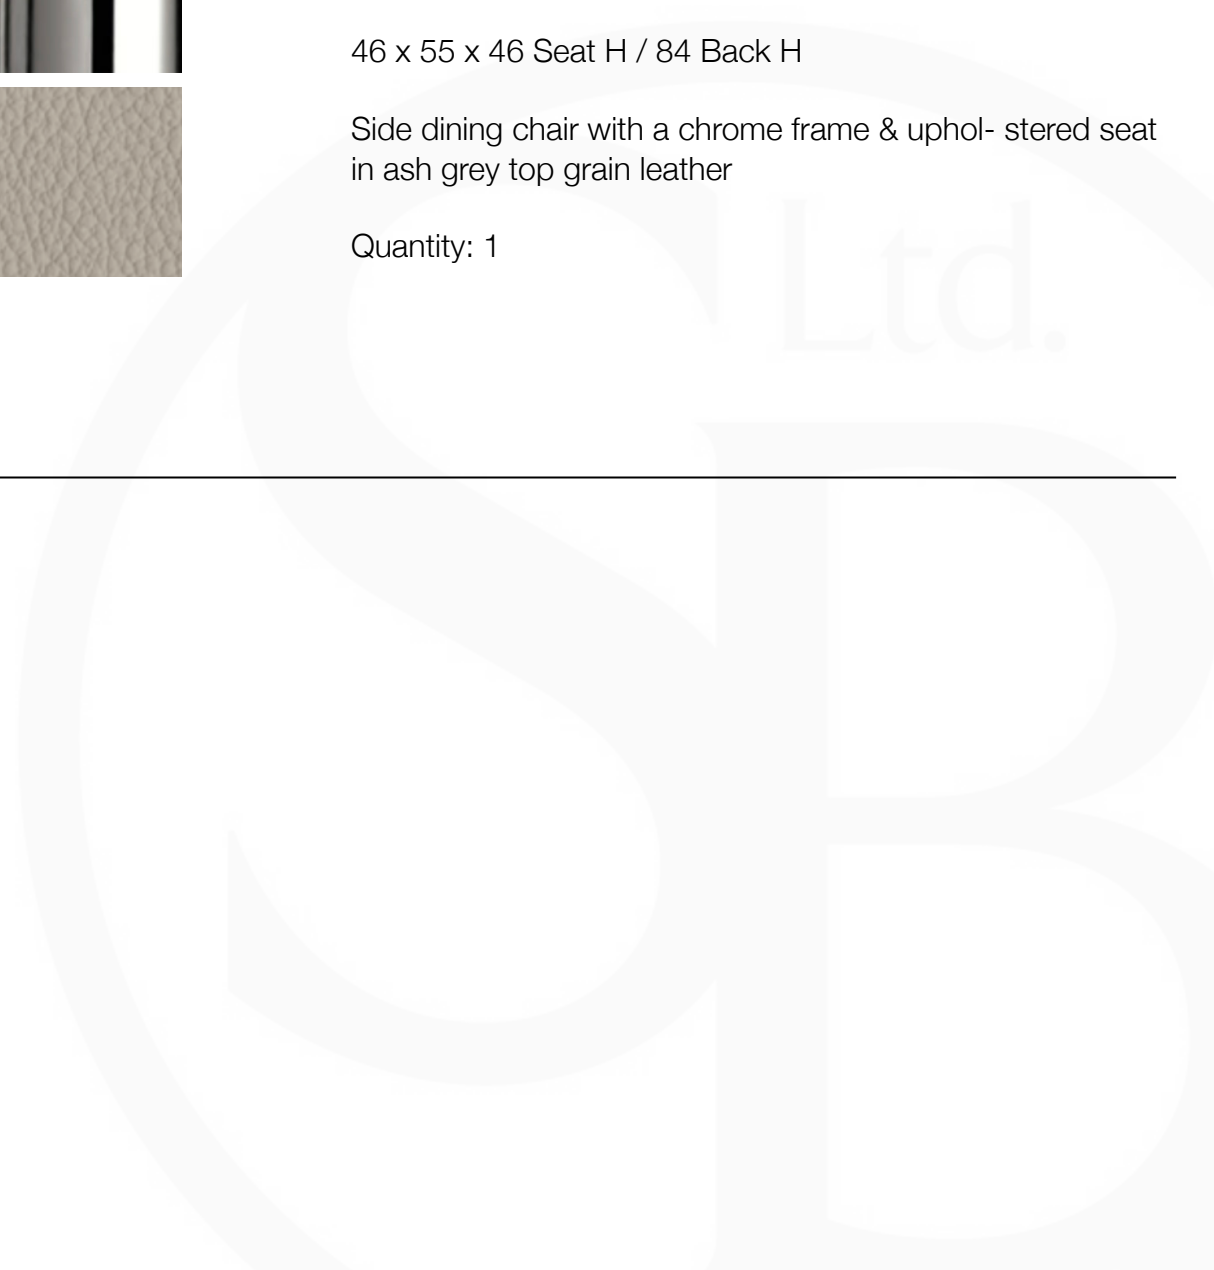 46 x 55 x 46 Seat H / 84 Back H
Side dining chair with a chrome frame & uphol- stered seat
in ash grey top grain leather
Quantity: 1
Ltd.
SB